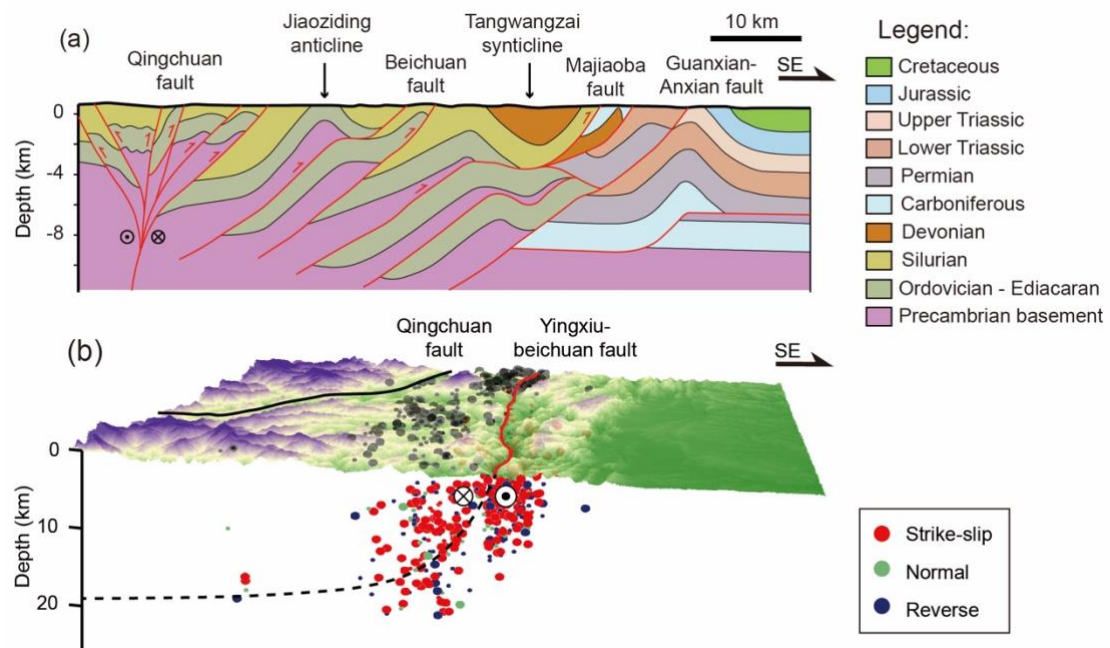 (a)
Qingchuan
fault
Jiaoziding
anticline
Beichuan
fault
Tangwangzai
synticline
Majiaoba
fault
Guanxian-
Anxian fault
10 km
SE
0
-4
-8
Depth (km)
Legend:
Cretaceous
Jurassic
Upper Triassic
Lower Triassic
Permian
Carboniferous
Devonian
Silurian
Ordovician - Ediacaran
Precambrian basement
(b)
Qingchuan
fault
Yingxiu-
beichuan fault
SE
0
10
20
Depth (km)
Strike-slip
Normal
Reverse